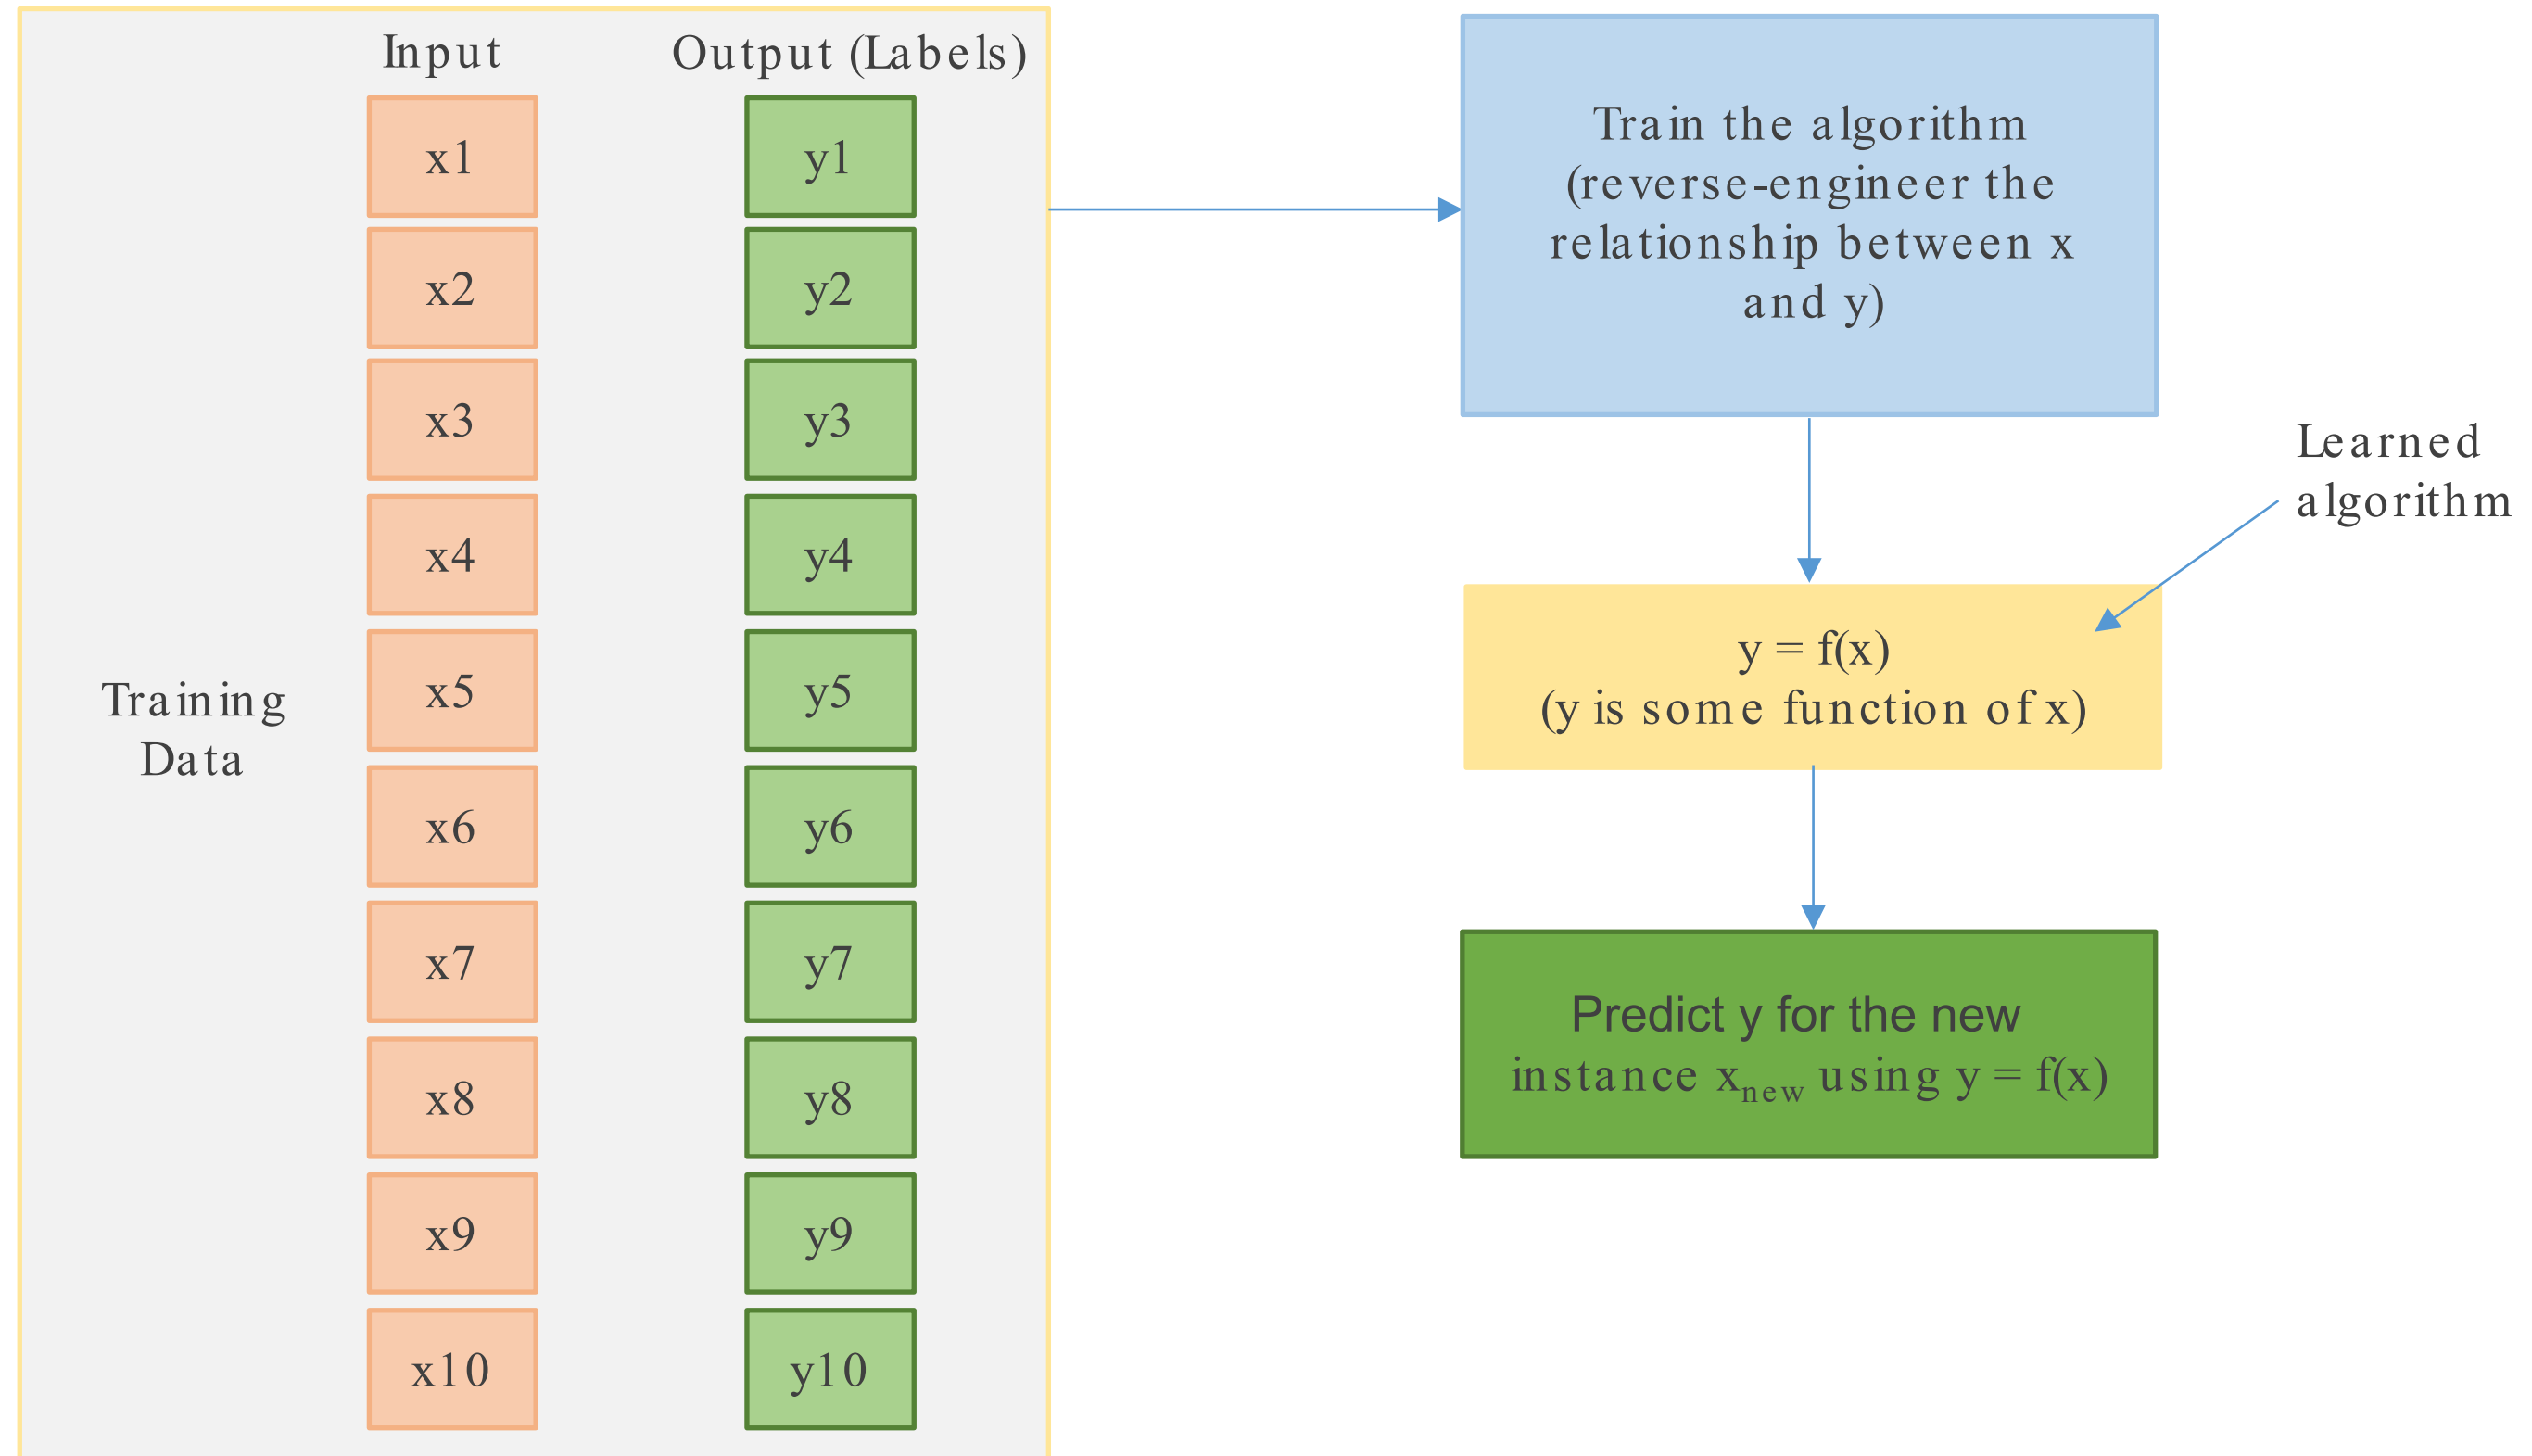 Input
Output (Labels)
x1
y1
x2
y2
x3
y3
x4
y4
x5
y5
x6
y6
x7
y7
x8
y8
x9
y9
x10
y10
Training
Data
Train the algorithm
(reverse-engineer the
relationship between x
and y)
Learned
algorithm
y = f(x)
(y is some function of x)
Predict y for the new
instance xnew using y = f(x)